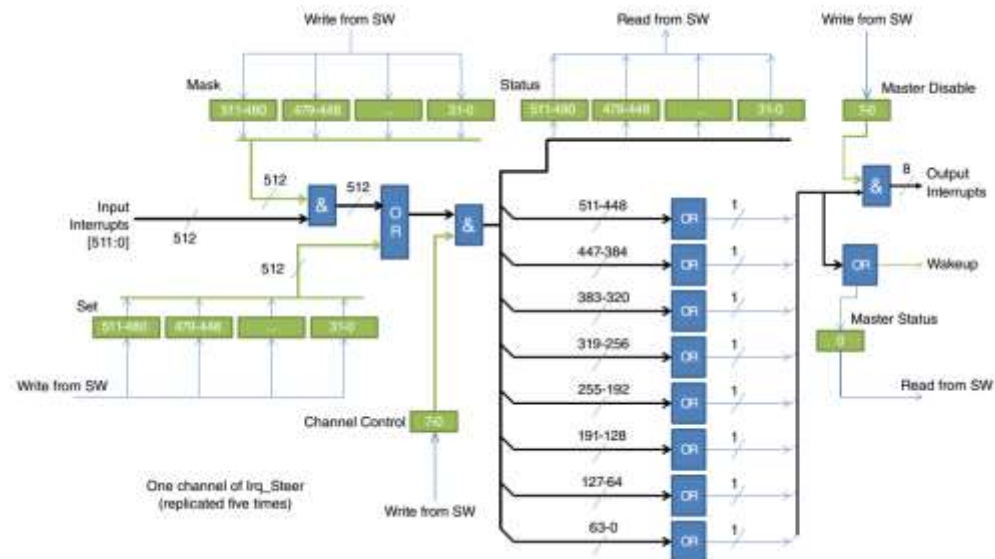 Write from SW
Read from SW
Write from SW
Mask
Status
Master Disable
511-480
479-448
...
31-0
511-480
479-448
...
31-0
7-0
512
512
8
Output
Interrupts
&
O
R
&
&
Input
Interrupts
[511:0]
512
512
511-448
OR
1
447-384
OR
1
OR
Wakeup
Set
383-320
OR
1
Master Status
511-480
479-448
...
31-0
0
319-256
OR
1
Write from SW
Read from SW
255-192
OR
1
Channel Control
7-0
191-128
OR
1
One channel of Irq_Steer
(replicated five times)
127-64
OR
1
Write from SW
63-0
OR
1